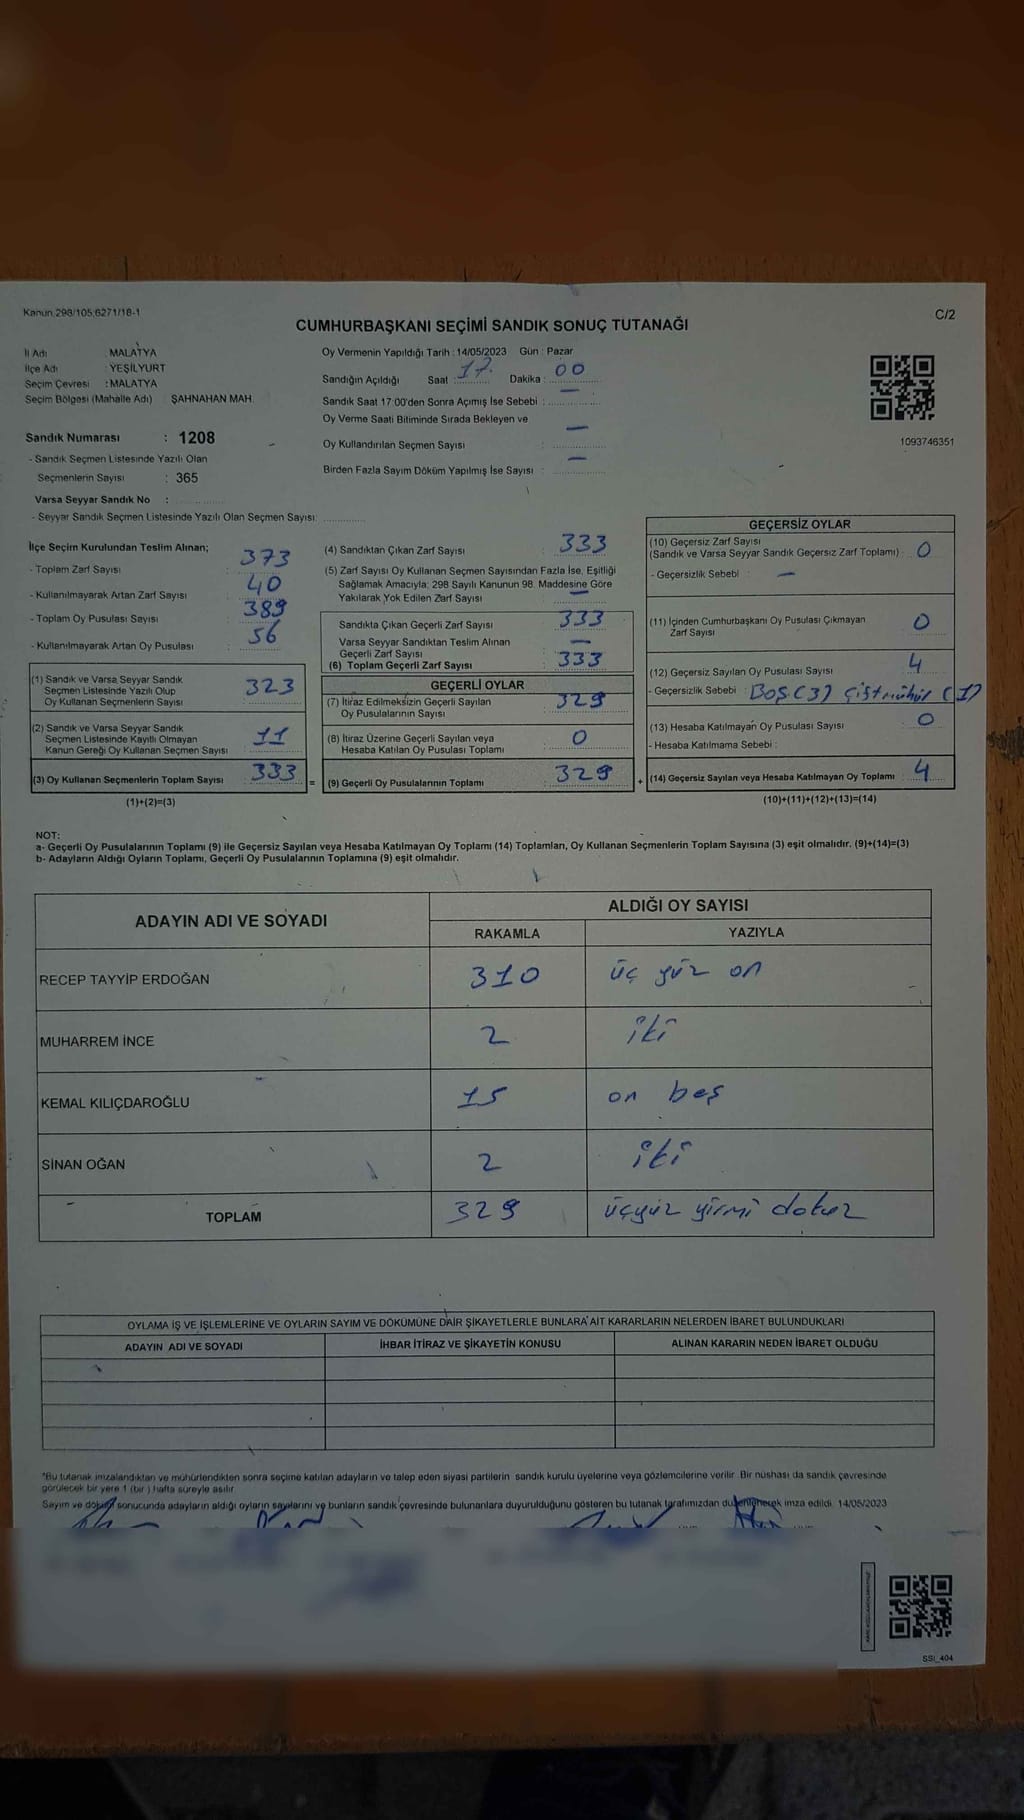 Kanun 298/105,6271/18-1
C/2
CUMHURBAŞKANI SEÇİMİ SANDIK SONUÇ TUTANAĞI
İl Adı : MALATYA
İlçe Adı : YEŞİLYURT
Seçim Çevresi : MALATYA
Seçim Bölgesi (Mahalle Adı) ŞAHNAHAN MAH.
Oy Vermenin Yapıldığı Tarih : 14/05/2023 Gün : Pazar
Sandığın Açıldığı Saat : 17 Dakika : 00
Sandık Saat 17:00'den Sonra Açımış İse Sebebi : —
Oy Verme Saati Bitiminde Sırada Bekleyen ve
Oy Kullandırılan Seçmen Sayısı : —
Birden Fazla Sayım Döküm Yapılmış İse Sayısı : —
1093746351
Sandık Numarası : 1208
- Sandık Seçmen Listesinde Yazılı Olan
Seçmenlerin Sayısı : 365
Varsa Seyyar Sandık No :
- Seyyar Sandık Seçmen Listesinde Yazılı Olan Seçmen Sayısı:
İlçe Seçim Kurulundan Teslim Alınan;
- Toplam Zarf Sayısı : 373
- Kullanılmayarak Artan Zarf Sayısı : 40
- Toplam Oy Pusulası Sayısı : 389
- Kullanılmayarak Artan Oy Pusulası : 56
(1) Sandık ve Varsa Seyyar Sandık
Seçmen Listesinde Yazılı Olup
Oy Kullanan Seçmenlerin Sayısı : 323
(2) Sandık ve Varsa Seyyar Sandık
Seçmen Listesinde Kayıtlı Olmayan
Kanun Gereği Oy Kullanan Seçmen Sayısı : 11
(3) Oy Kullanan Seçmenlerin Toplam Sayısı : 333
(1)+(2)=(3)
(4) Sandıktan Çıkan Zarf Sayısı : 333
(5) Zarf Sayısı Oy Kullanan Seçmen Sayısından Fazla İse, Eşitliği
Sağlamak Amacıyla; 298 Sayılı Kanunun 98. Maddesine Göre
Yakılarak Yok Edilen Zarf Sayısı : —
Sandıkta Çıkan Geçerli Zarf Sayısı : 333
Varsa Seyyar Sandıktan Teslim Alınan
Geçerli Zarf Sayısı : —
(6) Toplam Geçerli Zarf Sayısı : 333
GEÇERLİ OYLAR
(7) İtiraz Edilmeksizin Geçerli Sayılan
Oy Pusulalarının Sayısı : 329
(8) İtiraz Üzerine Geçerli Sayılan veya
Hesaba Katılan Oy Pusulası Toplamı : 0
= (9) Geçerli Oy Pusulalarının Toplamı : 329
GEÇERSİZ OYLAR
(10) Geçersiz Zarf Sayısı
(Sandık ve Varsa Seyyar Sandık Geçersiz Zarf Toplamı) : 0
- Geçersizlik Sebebi : —
(11) İçinden Cumhurbaşkanı Oy Pusulası Çıkmayan
Zarf Sayısı : 0
(12) Geçersiz Sayılan Oy Pusulası Sayısı : 4
- Geçersizlik Sebebi : Boş (3) Çift mühür (1)
(13) Hesaba Katılmayan Oy Pusulası Sayısı : 0
- Hesaba Katılmama Sebebi :
+ (14) Geçersiz Sayılan veya Hesaba Katılmayan Oy Toplamı : 4
(10)+(11)+(12)+(13)=(14)
NOT:
a- Geçerli Oy Pusulalarının Toplamı (9) ile Geçersiz Sayılan veya Hesaba Katılmayan Oy Toplamı (14) Toplamları, Oy Kullanan Seçmenlerin Toplam Sayısına (3) eşit olmalıdır. (9)+(14)=(3)
b- Adayların Aldığı Oyların Toplamı, Geçerli Oy Pusulalarının Toplamına (9) eşit olmalıdır.
ADAYIN ADI VE SOYADI
ALDIĞI OY SAYISI
RAKAMLA YAZIYLA
RECEP TAYYİP ERDOĞAN 310 üç yüz on
MUHARREM İNCE 2 iki
KEMAL KILIÇDAROĞLU 15 on beş
SİNAN OĞAN 2 iki
TOPLAM 329 üçyüz yirmi dokuz
OYLAMA İŞ VE İŞLEMLERİNE VE OYLARIN SAYIM VE DÖKÜMÜNE DAİR ŞİKAYETLERLE BUNLARA AİT KARARLARIN NELERDEN İBARET BULUNDUKLARI
ADAYIN ADI VE SOYADI İHBAR İTİRAZ VE ŞİKAYETİN KONUSU ALINAN KARARIN NEDEN İBARET OLDUĞU
*Bu tutanak imzalandıktan ve mühürlendikten sonra seçime katılan adayların ve talep eden siyasi partilerin sandık kurulu üyelerine veya gözlemcilerine verilir. Bir nüshası da sandık çevresinde
görülecek bir yere 1 (bir) hafta süreyle asılır
Sayım ve döküm sonucunda adayların aldığı oyların sayılarını ve bunların sandık çevresinde bulunanlara duyurulduğunu gösteren bu tutanak tarafımızdan düzenlenerek imza edildi. 14/05/2023
SSI_404